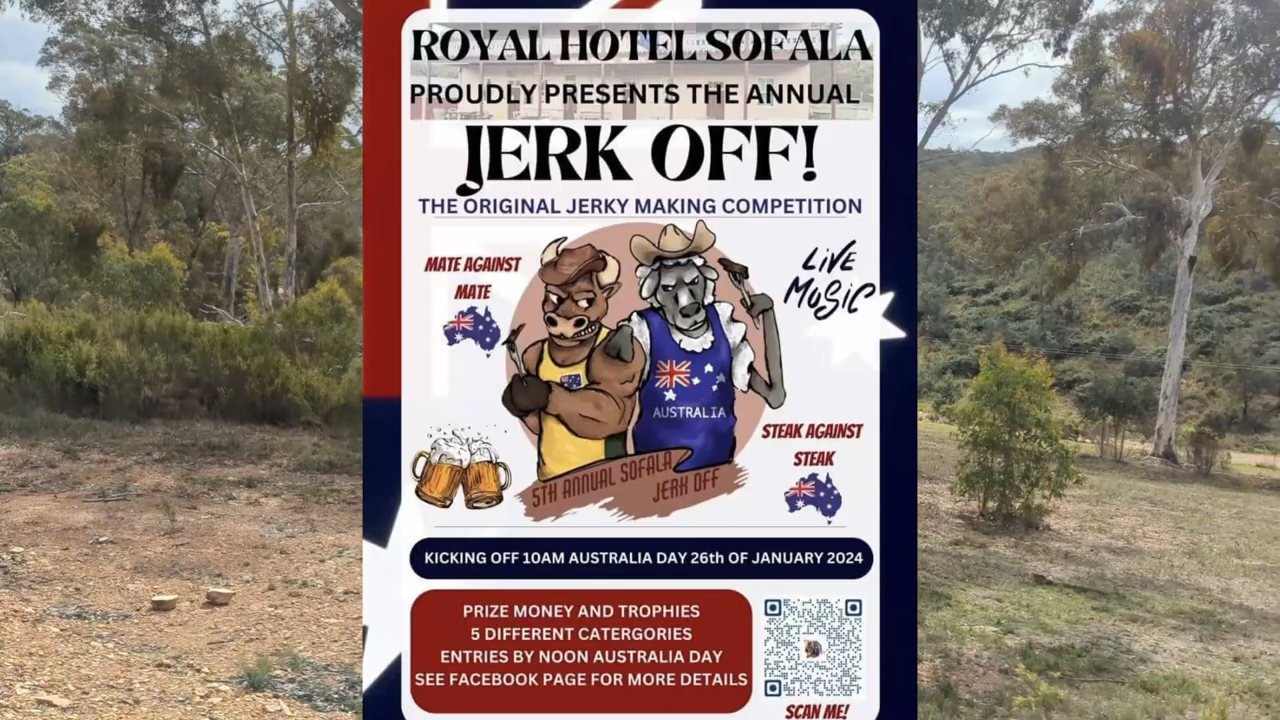 ROYAL HOTEL SOFALA
PROUDLY PRESENTS THE ANNUAL
JERK OFF!
THE ORIGINAL JERKY MAKING COMPETITION
MATE AGAINST
MATE
LIVE
MUSIC
AUSTRALIA
STEAK AGAINST
STEAK
5TH ANNUAL SOFALA
JERK OFF
KICKING OFF 10AM AUSTRALIA DAY 26th OF JANUARY 2024
PRIZE MONEY AND TROPHIES
5 DIFFERENT CATERGORIES
ENTRIES BY NOON AUSTRALIA DAY
SEE FACEBOOK PAGE FOR MORE DETAILS
SCAN ME!